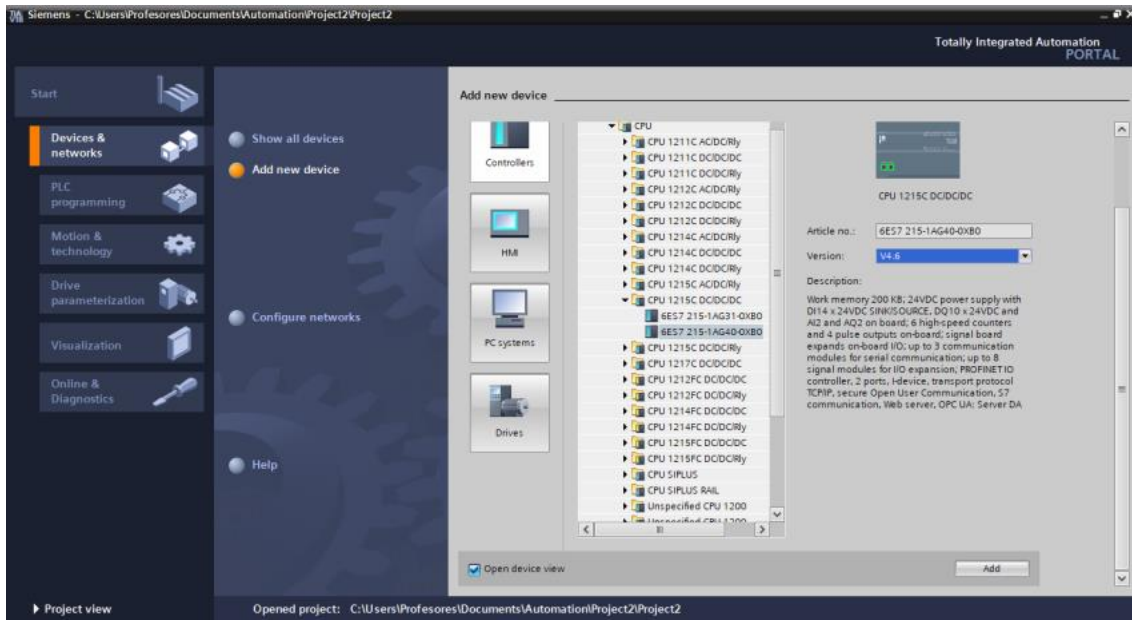 Siemens - C:\Users\Profesores\Documents\Automation\Project2\Project2
Totally Integrated Automation
PORTAL
Start
Devices &
networks
PLC
programming
Motion &
technology
Drive
parameterization
Visualization
Online &
Diagnostics
Show all devices
Add new device
Configure networks
Help
Add new device
Controllers
HMI
PC systems
Drives
CPU
CPU 1211C AC/DC/Rly
CPU 1211C DC/DC/DC
CPU 1211C DC/DC/Rly
CPU 1212C AC/DC/Rly
CPU 1212C DC/DC/DC
CPU 1212C DC/DC/Rly
CPU 1214C AC/DC/Rly
CPU 1214C DC/DC/DC
CPU 1214C DC/DC/Rly
CPU 1215C AC/DC/Rly
CPU 1215C DC/DC/DC
6ES7 215-1AG31-0XB0
6ES7 215-1AG40-0XB0
CPU 1215C DC/DC/Rly
CPU 1217C DC/DC/DC
CPU 1212FC DC/DC/DC
CPU 1212FC DC/DC/Rly
CPU 1214FC DC/DC/DC
CPU 1214FC DC/DC/Rly
CPU 1215FC DC/DC/DC
CPU 1215FC DC/DC/Rly
CPU SIPLUS
CPU SIPLUS RAIL
Unspecified CPU 1200
Unspecified CPU 1200
CPU 1215C DC/DC/DC
Article no.: 6ES7 215-1AG40-0XB0
Version: V4.6
Description:
Work memory 200 KB; 24VDC power supply with
DI14 x 24VDC SINK/SOURCE, DQ10 x 24VDC and
AI2 and AQ2 on board; 6 high-speed counters
and 4 pulse outputs on-board; signal board
expands on-board I/O; up to 3 communication
modules for serial communication; up to 8
signal modules for I/O expansion; PROFINET IO
controller, 2 ports, I-device, transport protocol
TCP/IP, secure Open User Communication, S7
communication, Web server, OPC UA: Server DA
Open device view
Add
Project view
Opened project: C:\Users\Profesores\Documents\Automation\Project2\Project2